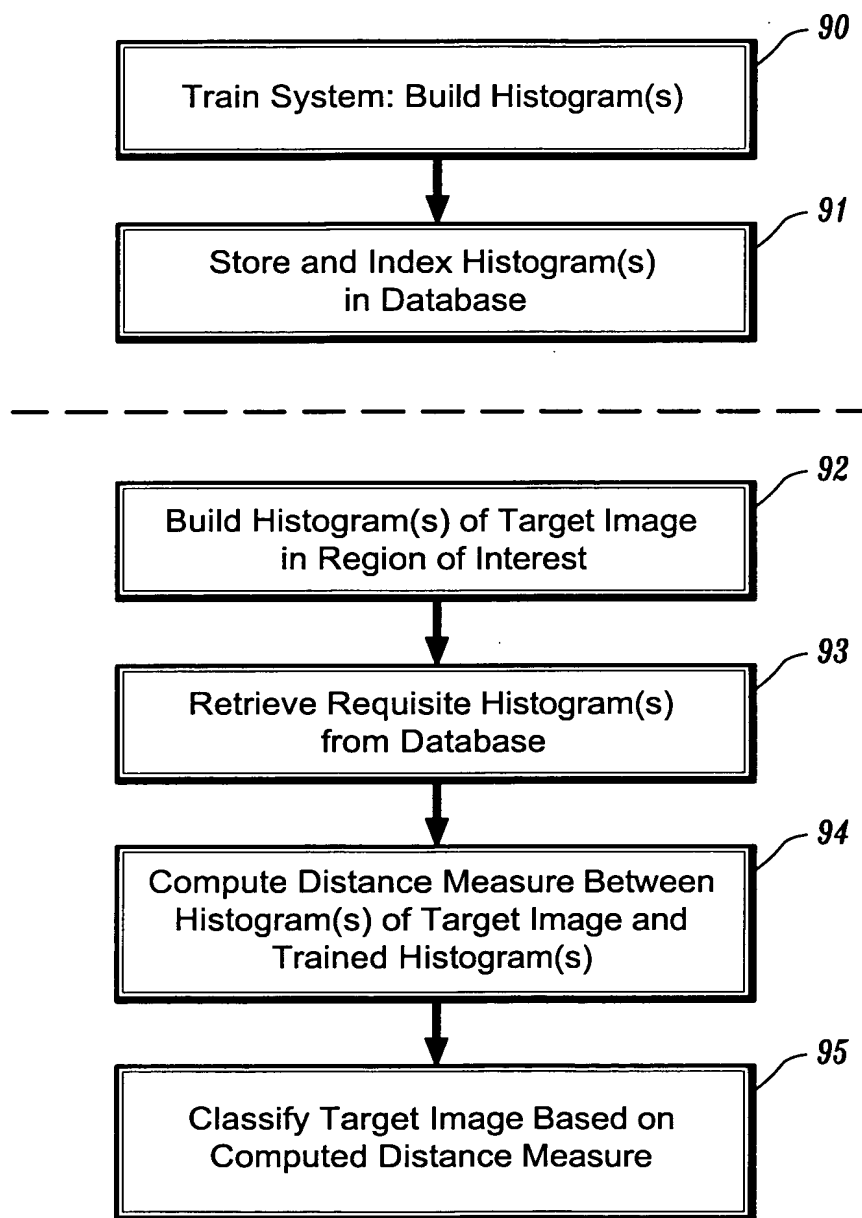 90
Train System: Build Histogram(s)
91
Store and Index Histogram(s)
in Database
92
Build Histogram(s) of Target Image
in Region of Interest
93
Retrieve Requisite Histogram(s)
from Database
94
Compute Distance Measure Between
Histogram(s) of Target Image and
Trained Histogram(s)
95
Classify Target Image Based on
Computed Distance Measure